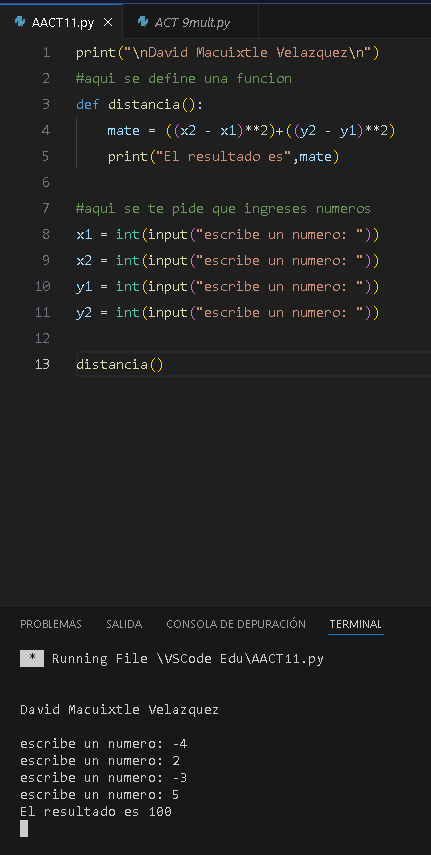 AACT11.py × ACT 9mult.py
1 print("\nDavid Macuixtle Velazquez\n")
2 #aqui se define una funcion
3 def distancia():
4 mate = ((x2 - x1)**2)+((y2 - y1)**2)
5 print("El resultado es",mate)
6
7 #aqui se te pide que ingreses numeros
8 x1 = int(input("escribe un numero: "))
9 x2 = int(input("escribe un numero: "))
10 y1 = int(input("escribe un numero: "))
11 y2 = int(input("escribe un numero: "))
12
13 distancia()
PROBLEMAS SALIDA CONSOLA DE DEPURACIÓN TERMINAL
* Running File \VSCode Edu\AACT11.py
David Macuixtle Velazquez
escribe un numero: -4
escribe un numero: 2
escribe un numero: -3
escribe un numero: 5
El resultado es 100